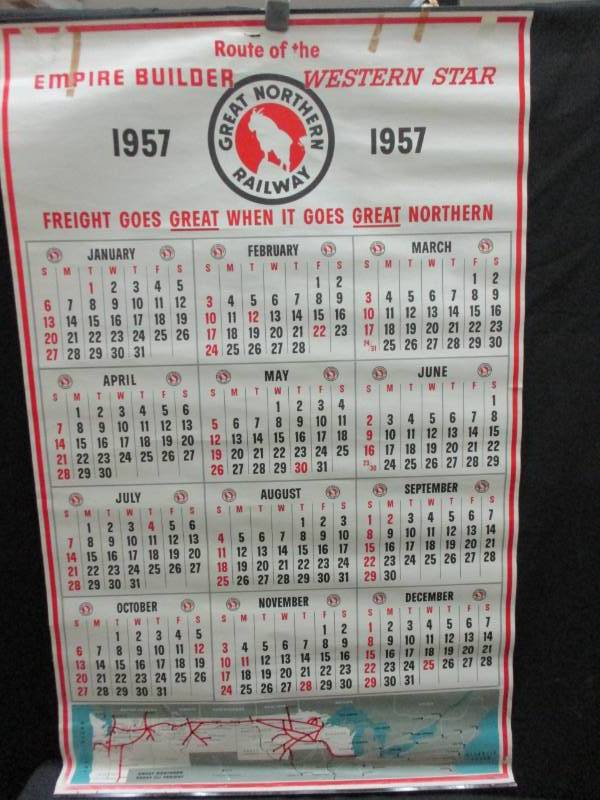 Route of the
EMPIRE BUILDER WESTERN STAR
1957 GREAT NORTHERN RAILWAY 1957
FREIGHT GOES GREAT WHEN IT GOES GREAT NORTHERN
JANUARY
S M T W T F S
1 2 3 4 5
6 7 8 9 10 11 12
13 14 15 16 17 18 19
20 21 22 23 24 25 26
27 28 29 30 31
FEBRUARY
S M T W T F S
1 2
3 4 5 6 7 8 9
10 11 12 13 14 15 16
17 18 19 20 21 22 23
24 25 26 27 28
MARCH
S M T W T F S
1 2
3 4 5 6 7 8 9
10 11 12 13 14 15 16
17 18 19 20 21 22 23
24/31 25 26 27 28 29 30
APRIL
S M T W T F S
1 2 3 4 5 6
7 8 9 10 11 12 13
14 15 16 17 18 19 20
21 22 23 24 25 26 27
28 29 30
MAY
S M T W T F S
1 2 3 4
5 6 7 8 9 10 11
12 13 14 15 16 17 18
19 20 21 22 23 24 25
26 27 28 29 30 31
JUNE
S M T W T F S
1
2 3 4 5 6 7 8
9 10 11 12 13 14 15
16 17 18 19 20 21 22
23/30 24 25 26 27 28 29
JULY
S M T W T F S
1 2 3 4 5 6
7 8 9 10 11 12 13
14 15 16 17 18 19 20
21 22 23 24 25 26 27
28 29 30 31
AUGUST
S M T W T F S
1 2 3
4 5 6 7 8 9 10
11 12 13 14 15 16 17
18 19 20 21 22 23 24
25 26 27 28 29 30 31
SEPTEMBER
S M T W T F S
1 2 3 4 5 6 7
8 9 10 11 12 13 14
15 16 17 18 19 20 21
22 23 24 25 26 27 28
29 30
OCTOBER
S M T W T F S
1 2 3 4 5
6 7 8 9 10 11 12
13 14 15 16 17 18 19
20 21 22 23 24 25 26
27 28 29 30 31
NOVEMBER
S M T W T F S
1 2
3 4 5 6 7 8 9
10 11 12 13 14 15 16
17 18 19 20 21 22 23
24 25 26 27 28 29 30
DECEMBER
S M T W T F S
1 2 3 4 5 6 7
8 9 10 11 12 13 14
15 16 17 18 19 20 21
22 23 24 25 26 27 28
29 30 31